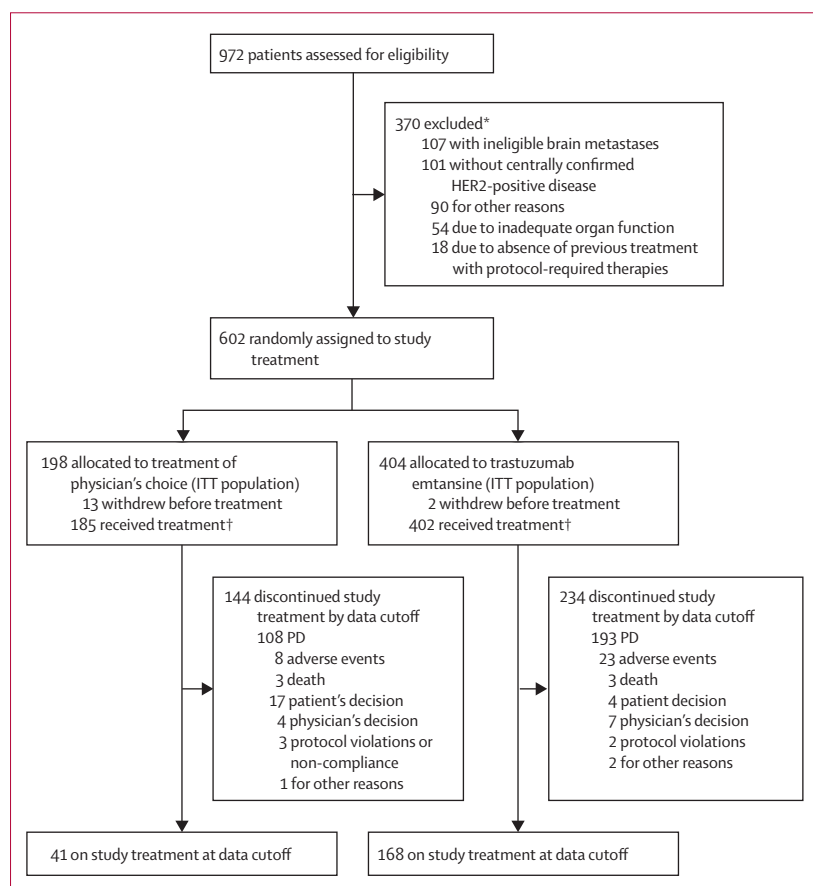 972 patients assessed for eligibility
370 excluded*
107 with ineligible brain metastases
101 without centrally confirmed
HER2-positive disease
90 for other reasons
54 due to inadequate organ function
18 due to absence of previous treatment
with protocol-required therapies
602 randomly assigned to study
treatment
198 allocated to treatment of
physician's choice (ITT population)
13 withdrew before treatment
185 received treatment†
404 allocated to trastuzumab
emtansine (ITT population)
2 withdrew before treatment
402 received treatment†
144 discontinued study
treatment by data cutoff
108 PD
8 adverse events
3 death
17 patient's decision
4 physician's decision
3 protocol violations or
non-compliance
1 for other reasons
234 discontinued study
treatment by data cutoff
193 PD
23 adverse events
3 death
4 patient decision
7 physician's decision
2 protocol violations
2 for other reasons
41 on study treatment at data cutoff
168 on study treatment at data cutoff